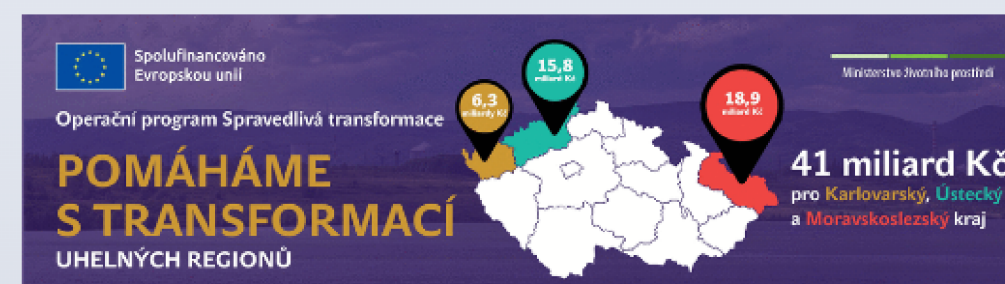 Spolufinancováno
Evropskou unií
Operační program Spravedlivá transformace
POMÁHÁME
S TRANSFORMACÍ
UHELNÝCH REGIONŮ
6,3
miliardy Kč
15,8
miliard Kč
18,9
miliard Kč
Ministerstvo životního prostředí
41 miliard Kč
pro Karlovarský, Ústecký
a Moravskoslezský kraj